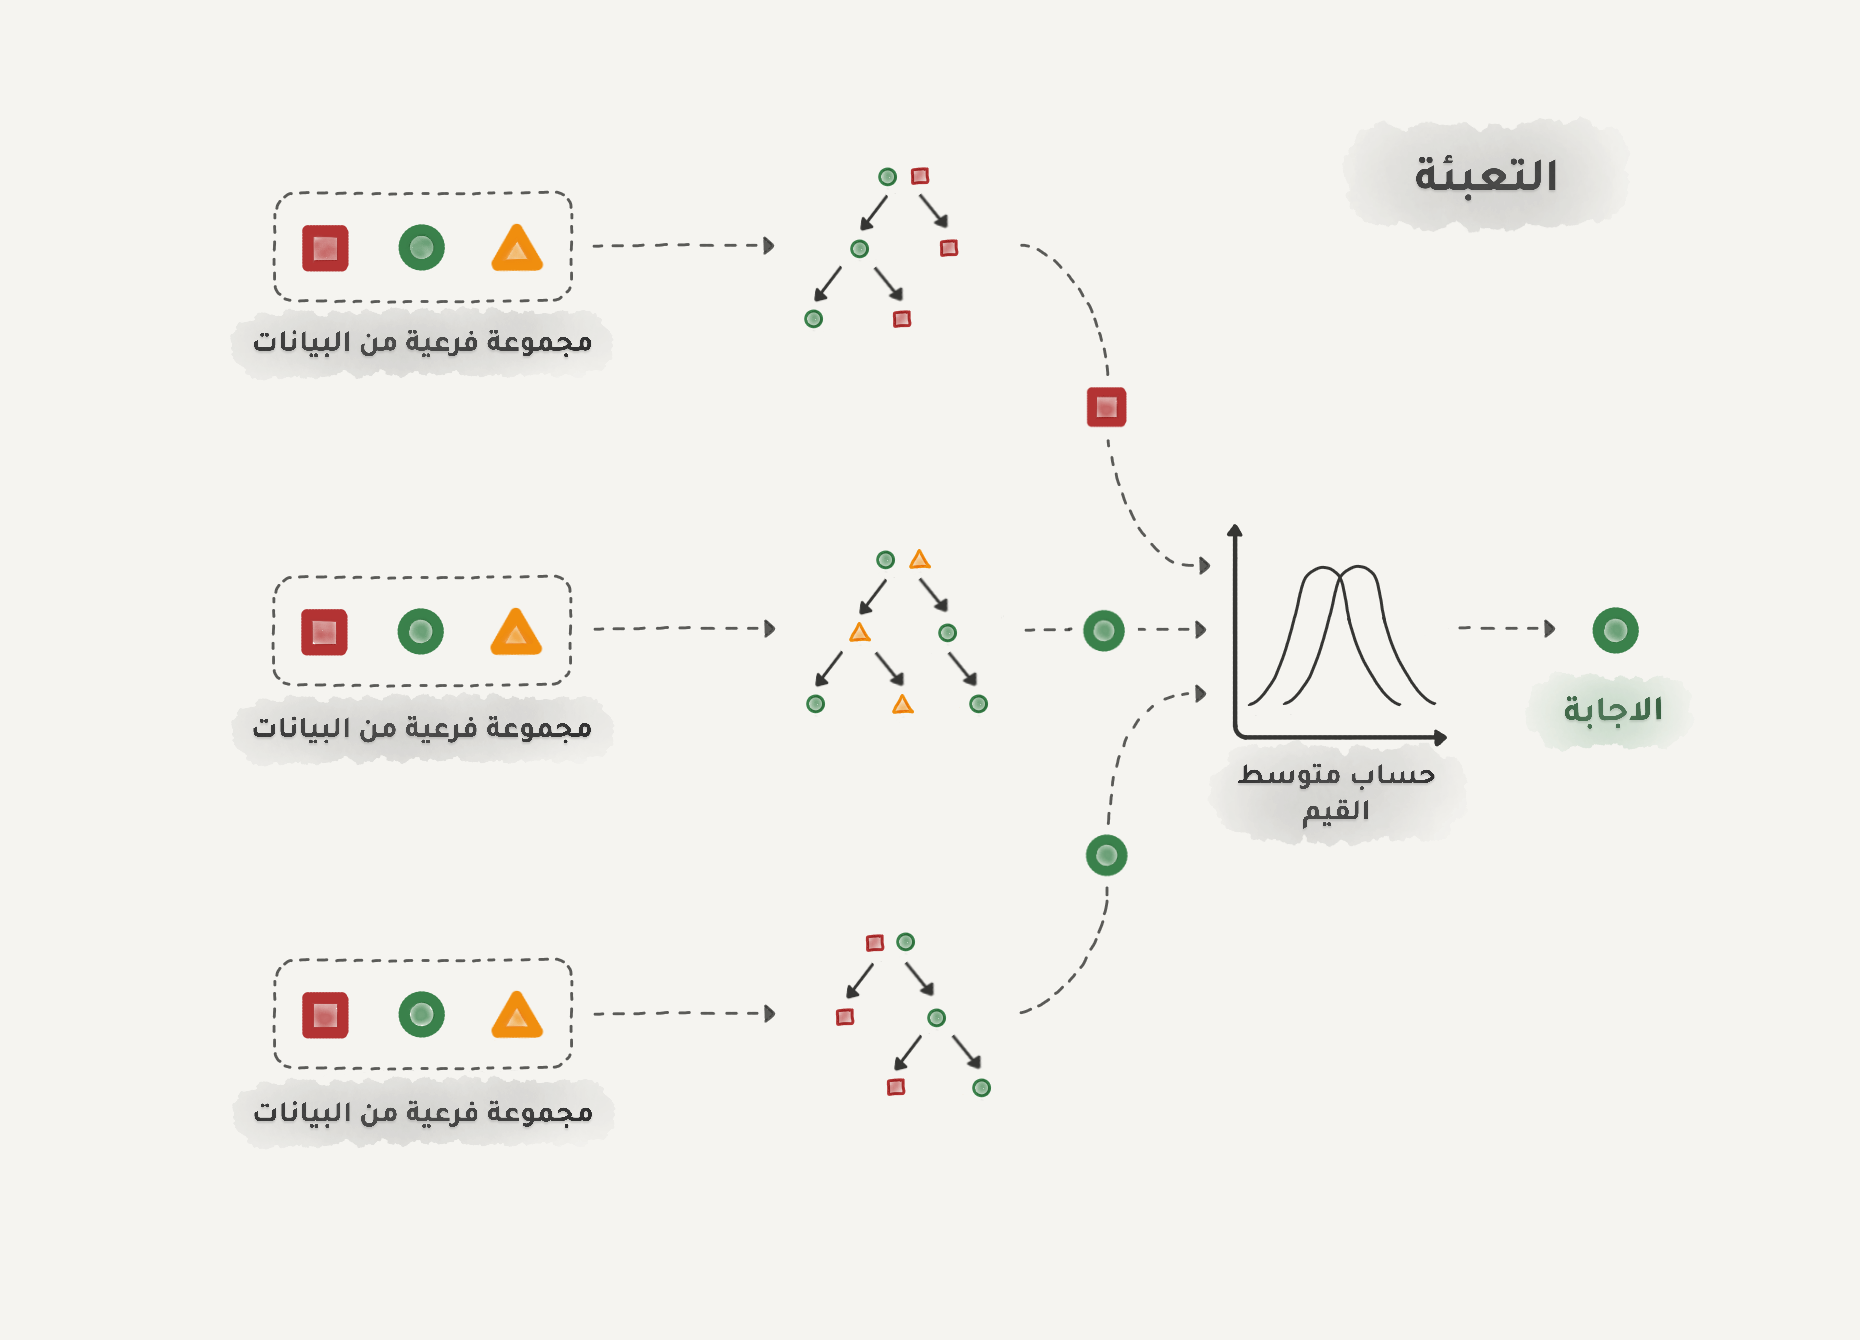 التعبئة
مجموعة فرعية من البيانات
مجموعة فرعية من البيانات
حساب متوسط
القيم
الاجابة
مجموعة فرعية من البيانات